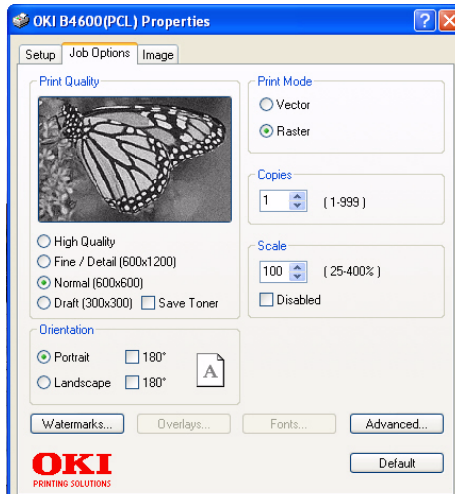 OKI B4600(PCL) Properties
Setup Job Options Image
Print Quality
High Quality
Fine / Detail (600x1200)
Normal (600x600)
Draft (300x300) Save Toner
Orientation
Portrait 180°
Landscape 180°
A
Print Mode
Vector
Raster
Copies
1 ( 1-999 )
Scale
100 ( 25-400% )
Disabled
Watermarks... Overlays... Fonts... Advanced...
OKI
PRINTING SOLUTIONS
Default